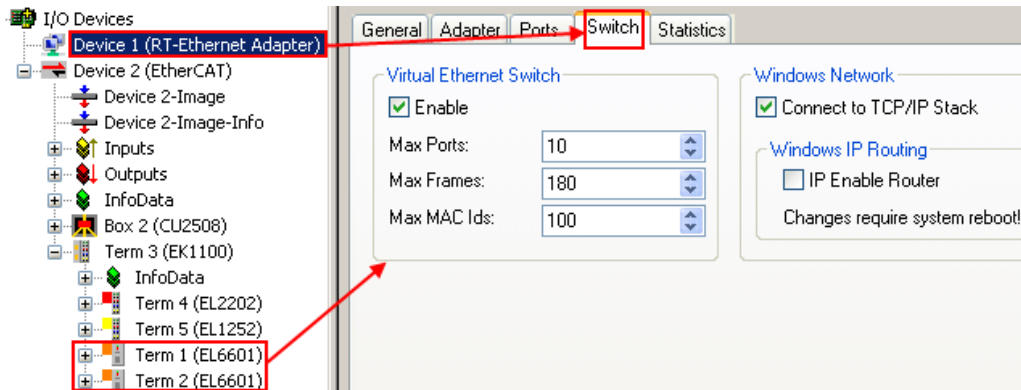 I/O Devices
Device 1 (RT-Ethernet Adapter)
Device 2 (EtherCAT)
Device 2-Image
Device 2-Image-Info
Inputs
Outputs
InfoData
Box 2 (CU2508)
Term 3 (EK1100)
InfoData
Term 4 (EL2202)
Term 5 (EL1252)
Term 1 (EL6601)
Term 2 (EL6601)
General Adapter Ports Switch Statistics
Virtual Ethernet Switch
Enable
Max Ports: 10
Max Frames: 180
Max MAC Ids: 100
Windows Network
Connect to TCP/IP Stack
Windows IP Routing
IP Enable Router
Changes require system reboot!